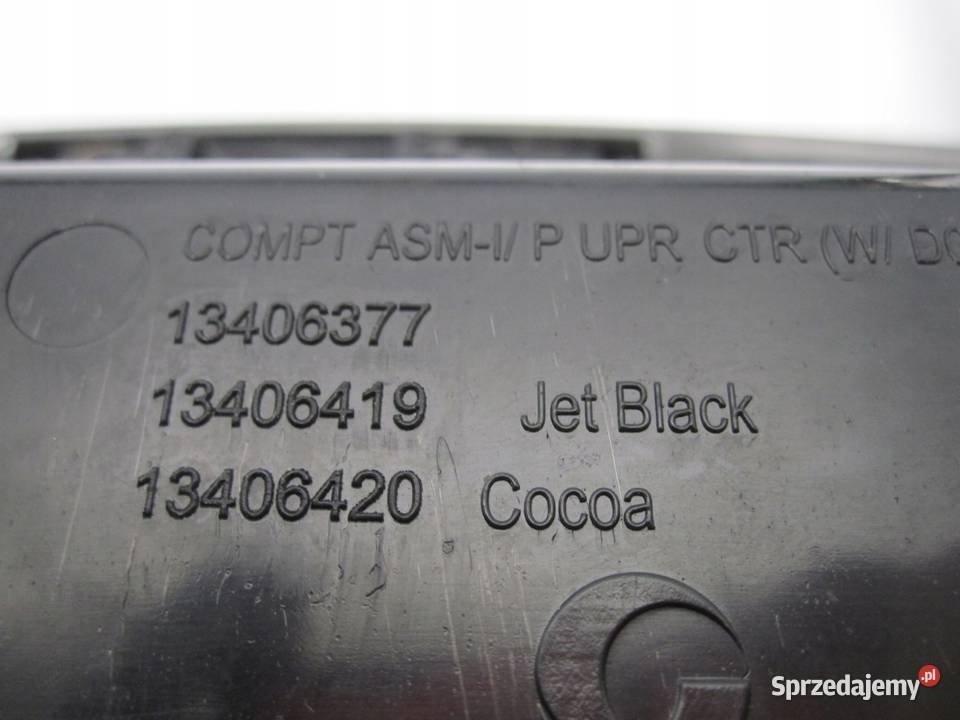 COMPT ASM-I/ P UPR CTR (W/
13406377
13406419 Jet Black
13406420 Cocoa
Sprzedajemy.pl